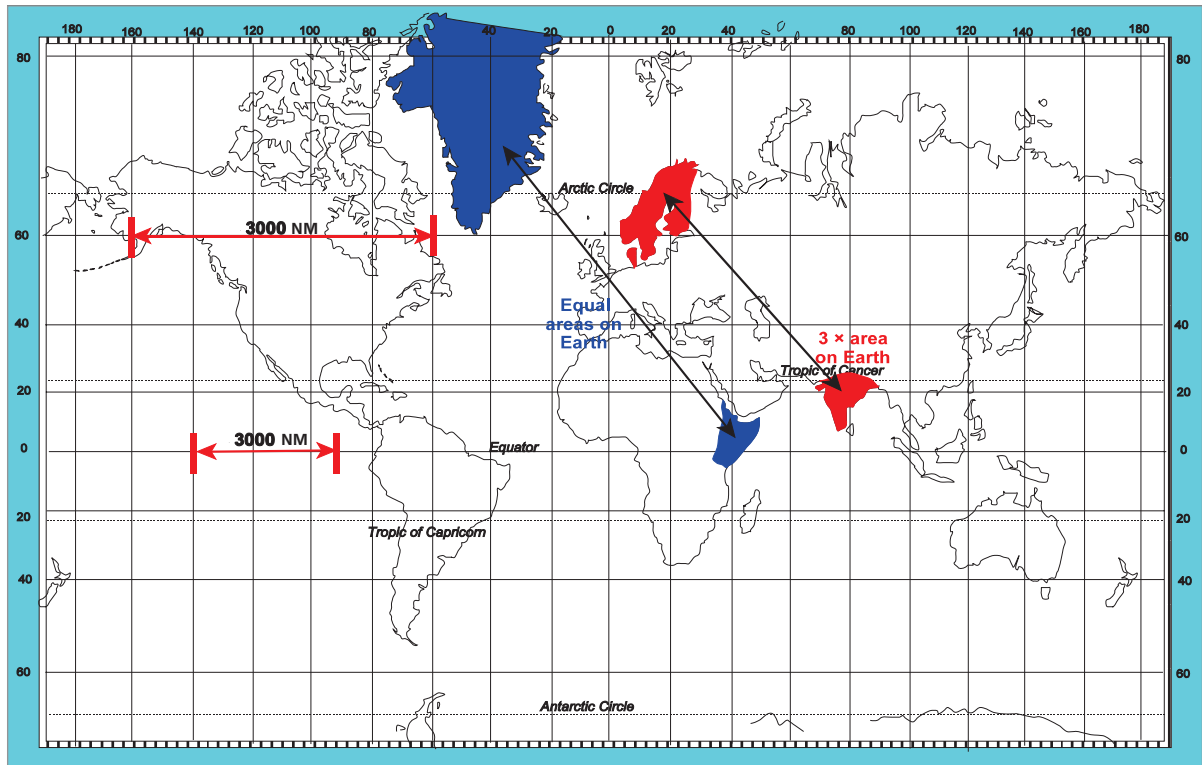 180 160 140 120 100 80 60 40 20 0 20 40 60 80 100 120 140 160 180
80 80
Arctic Circle
3000 NM
60 60
Equal
areas on
Earth
40 40
3 × area
on Earth
Tropic of Cancer
20 20
3000 NM
Equator
0 0
20 20
Tropic of Capricorn
40 40
60 60
Antarctic Circle